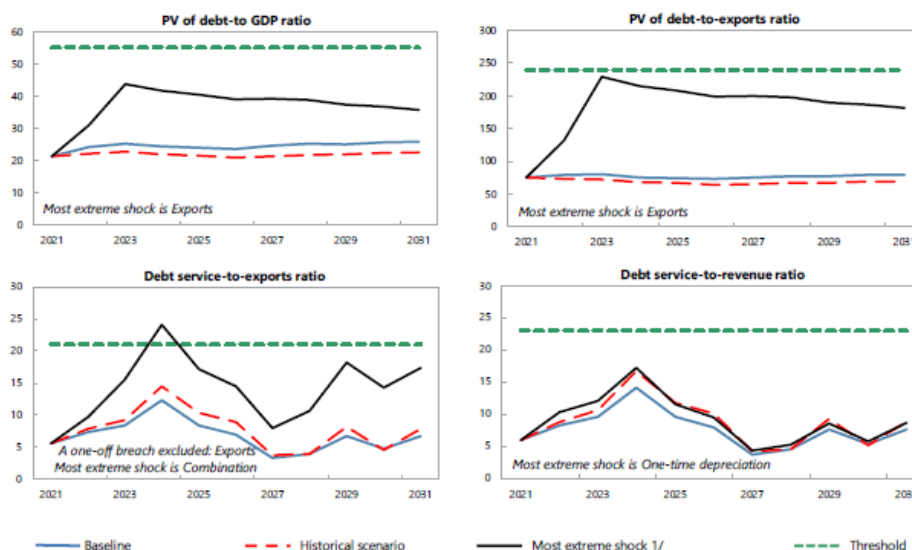 PV of debt-to GDP ratio
60
50
40
30
20
10
0
Most extreme shock is Exports
2021 2023 2025 2027 2029 2031
PV of debt-to-exports ratio
300
250
200
150
100
50
0
Most extreme shock is Exports
2021 2023 2025 2027 2029 2031
Debt service-to-exports ratio
30
25
20
15
10
5
0
A one-off breach excluded: Exports
Most extreme shock is Combination
2021 2023 2025 2027 2029 2031
Debt service-to-revenue ratio
30
25
20
15
10
5
0
Most extreme shock is One-time depreciation
2021 2023 2025 2027 2029
Baseline Historical scenario Most extreme shock 1/ Threshold